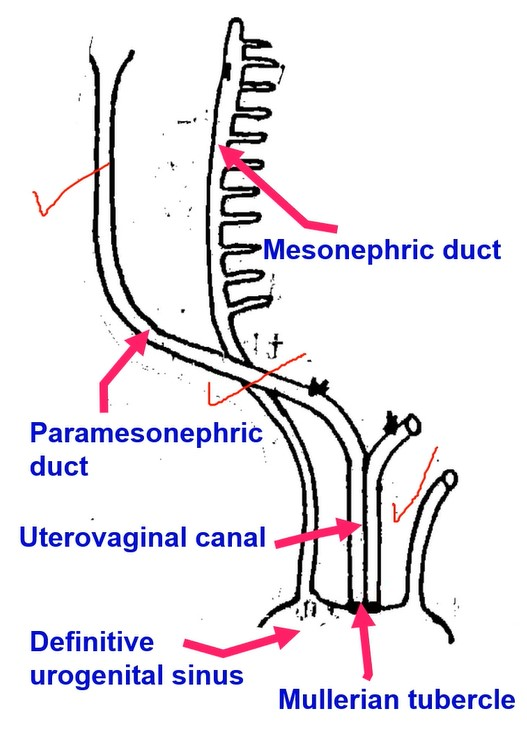 Mesonephric duct
Paramesonephric
duct
Uterovaginal canal
Definitive
urogenital sinus
Mullerian tubercle